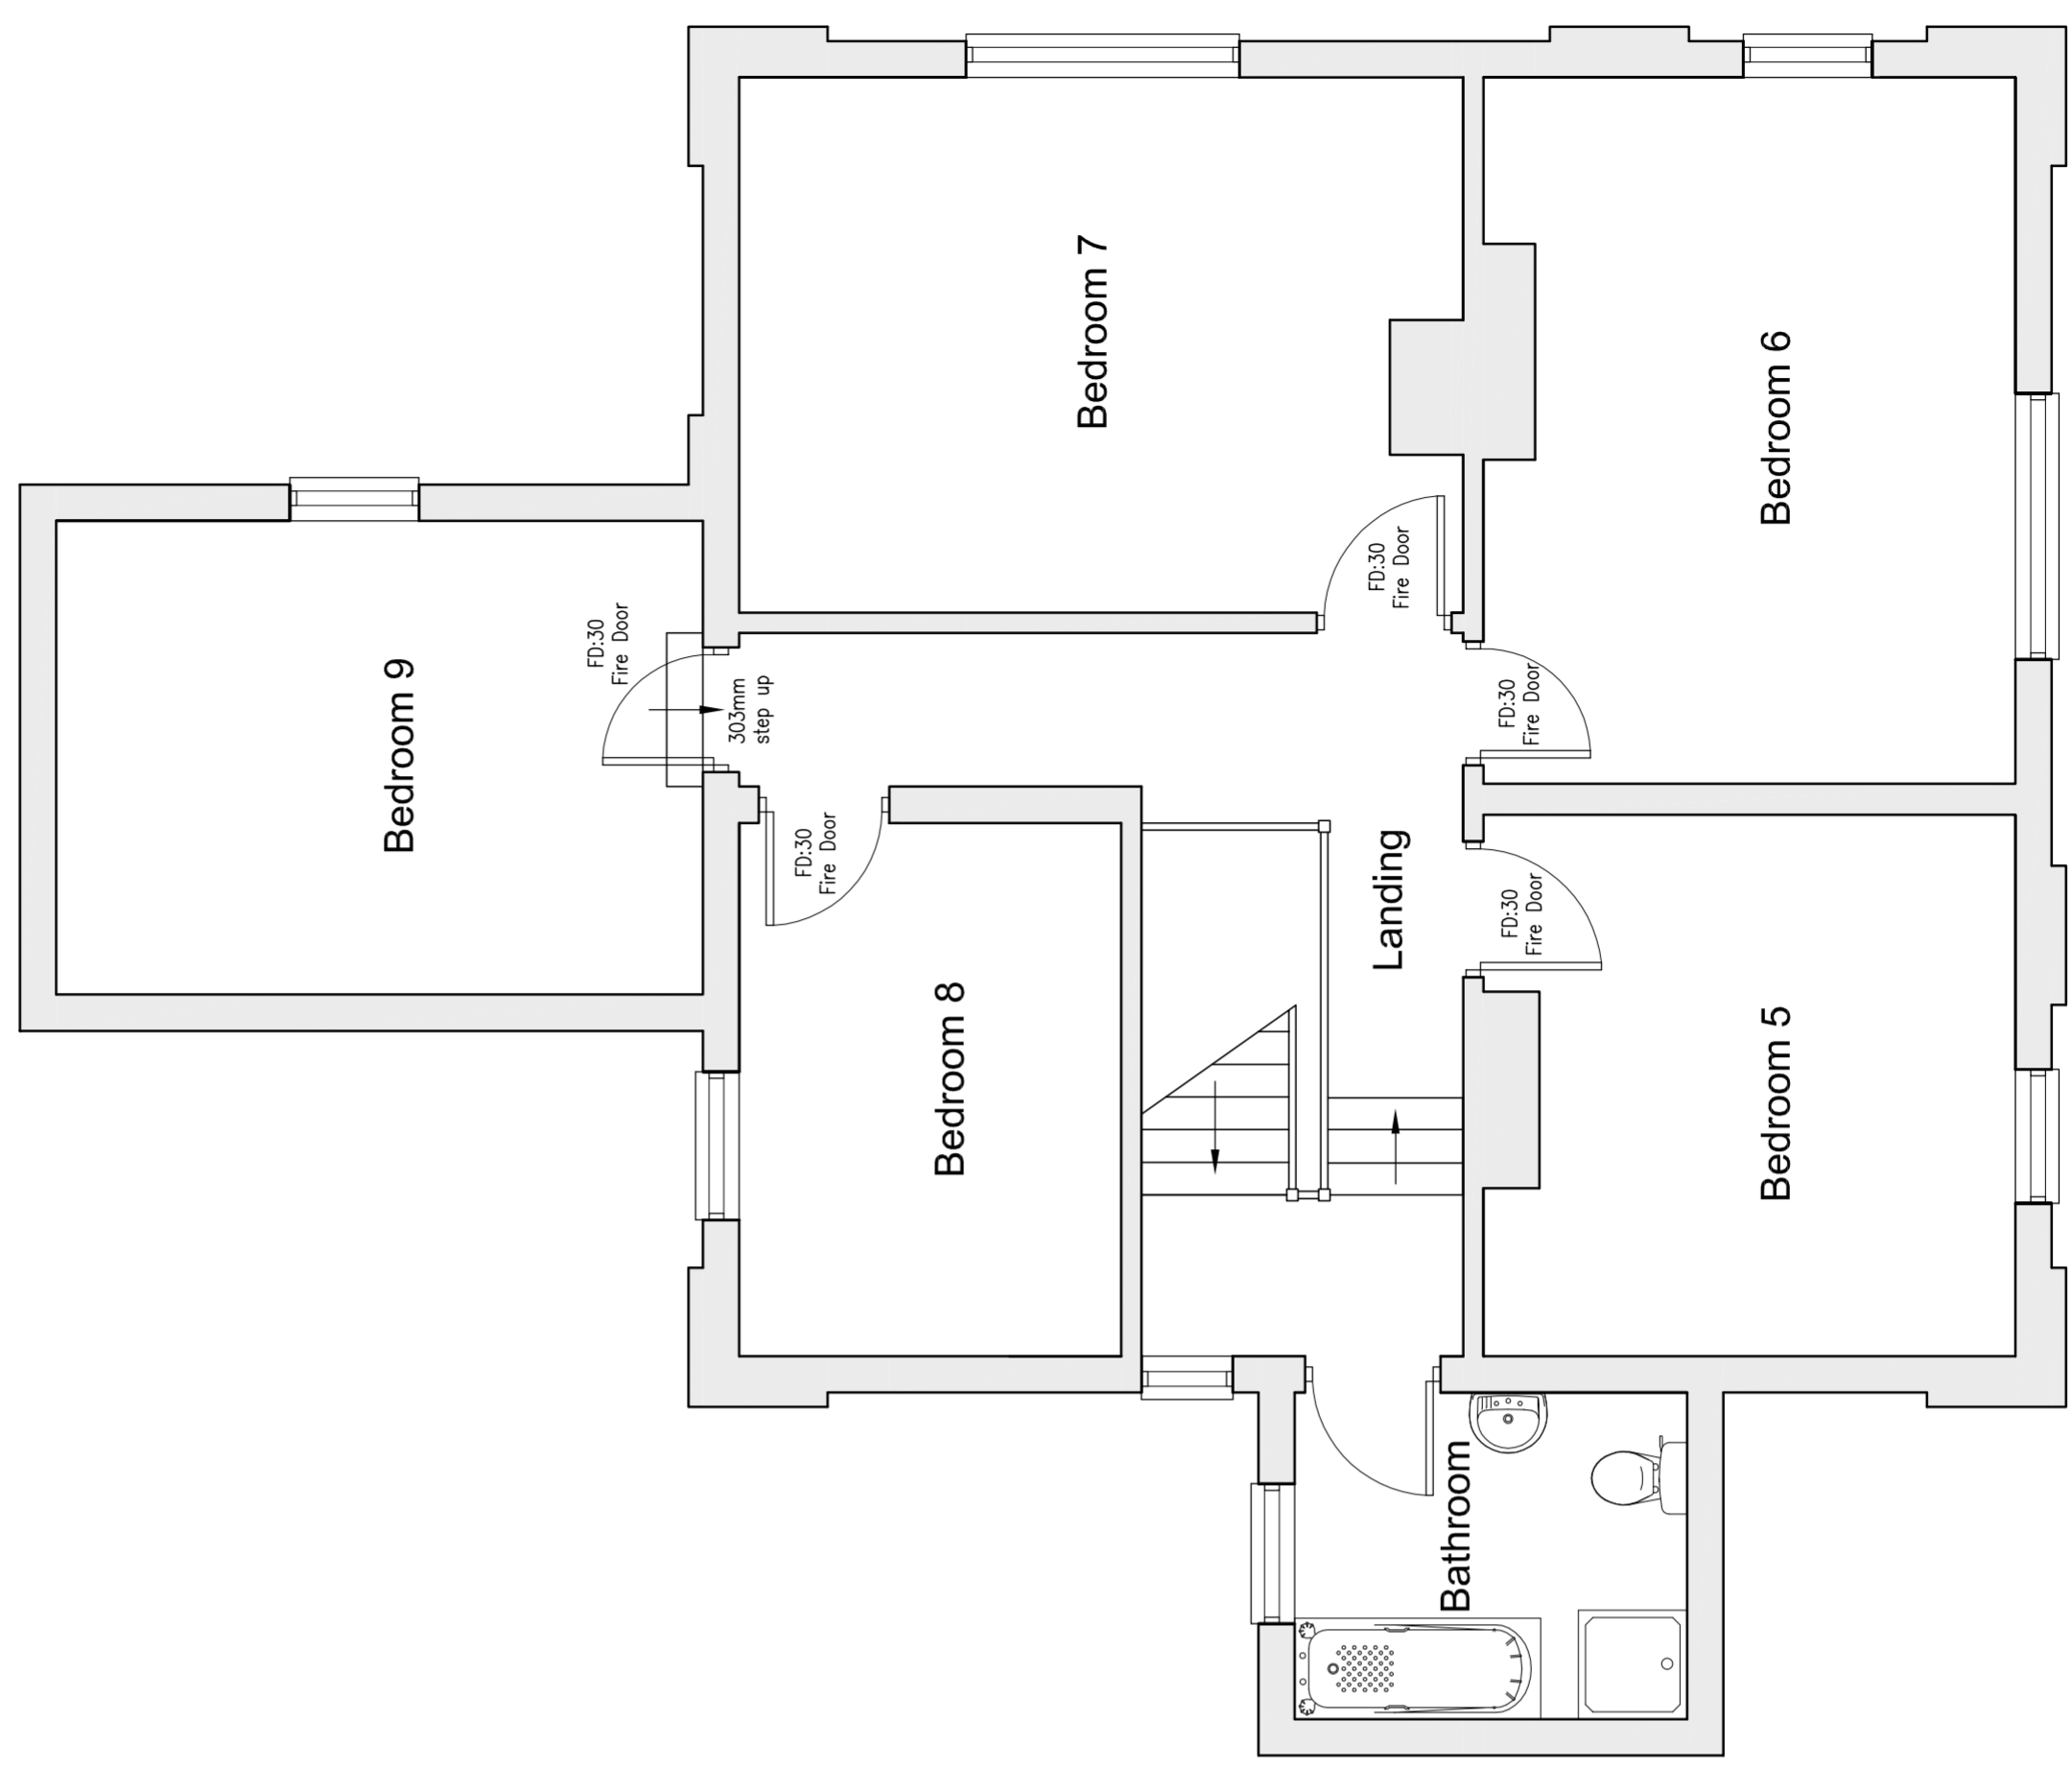 Bedroom 9
FD:30
Fire Door
303mm
step up
FD:30
Fire Door
Bedroom 8
Bedroom 7
FD:30
Fire Door
Landing
Bathroom
FD:30
Fire Door
FD:30
Fire Door
Bedroom 6
Bedroom 5